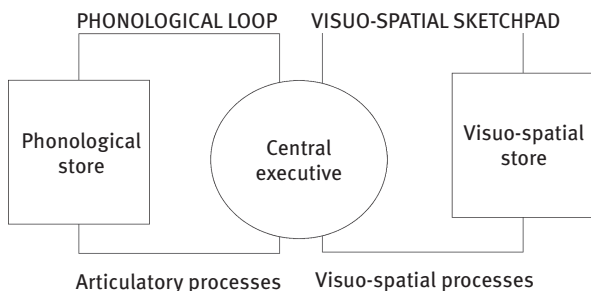 PHONOLOGICAL LOOP
VISUO-SPATIAL SKETCHPAD
Phonological
store
Central
executive
Visuo-spatial
store
Articulatory processes
Visuo-spatial processes